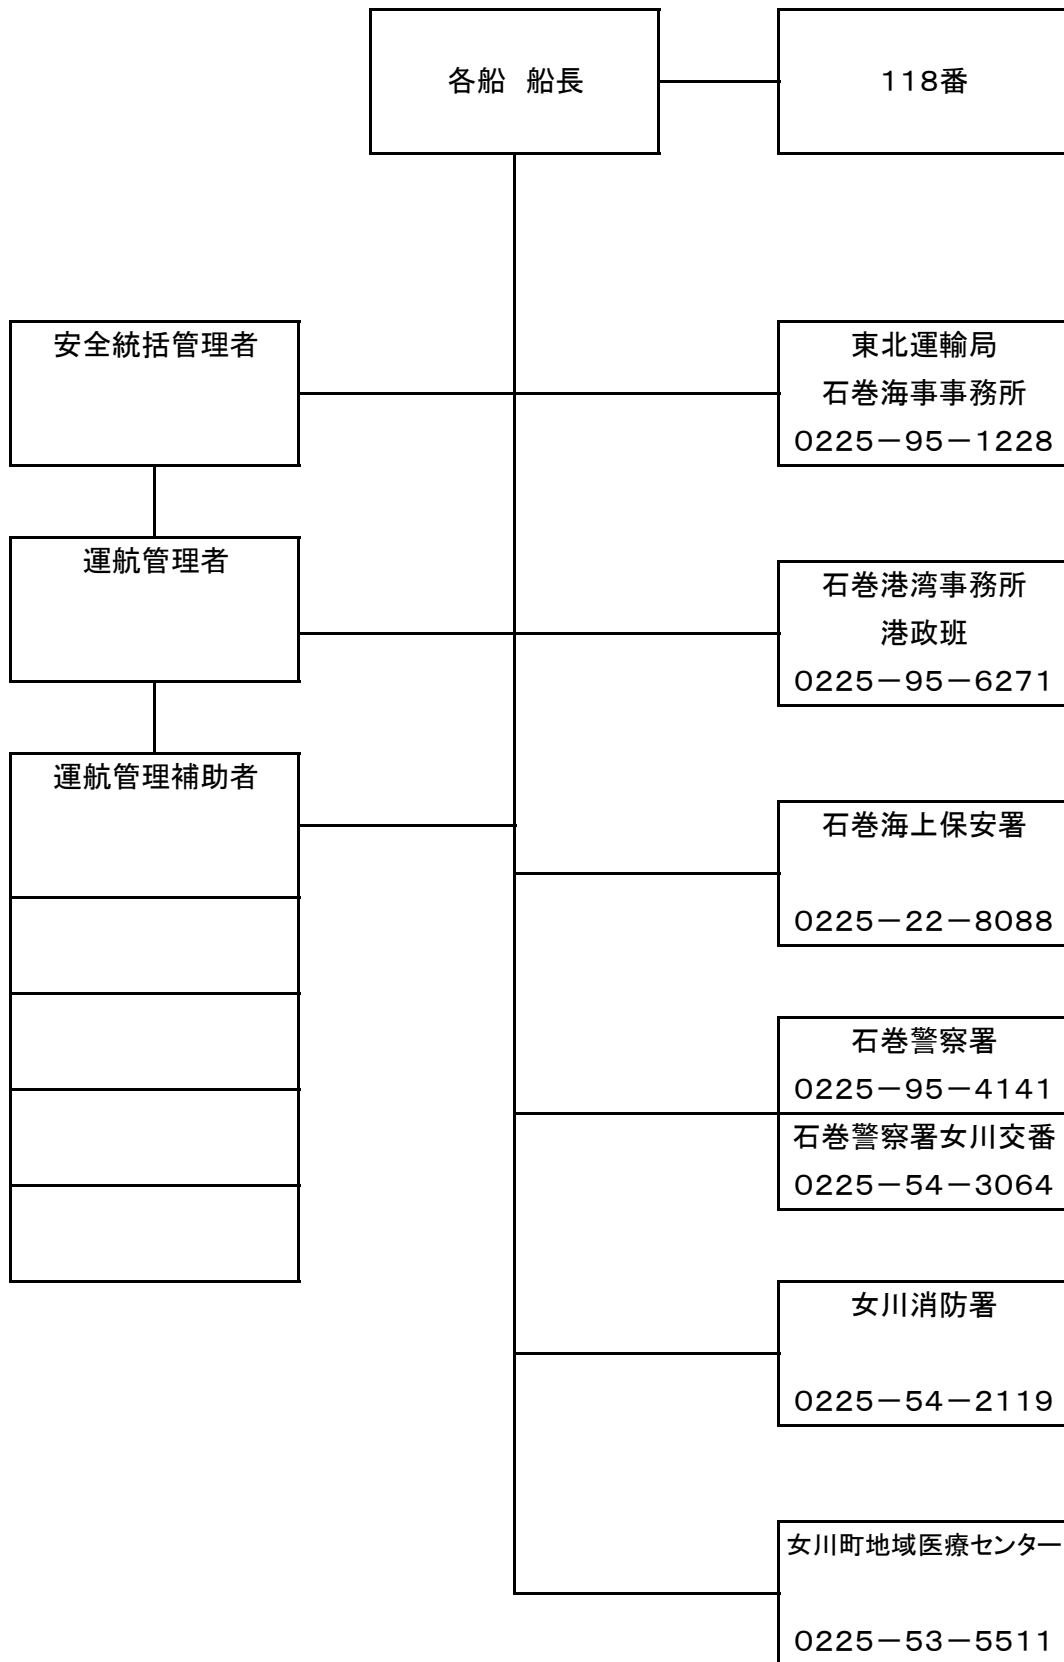 各船　船長
118番
安全統括管理者
東北運輸局
石巻海事事務所
0225－95－1228
運航管理者
石巻港湾事務所
港政班
0225－95－6271
運航管理補助者
石巻海上保安署
0225－22－8088
石巻警察署
0225－95－4141
石巻警察署女川交番
0225－54－3064
女川消防署
0225－54－2119
女川町地域医療センター
0225－53－5511